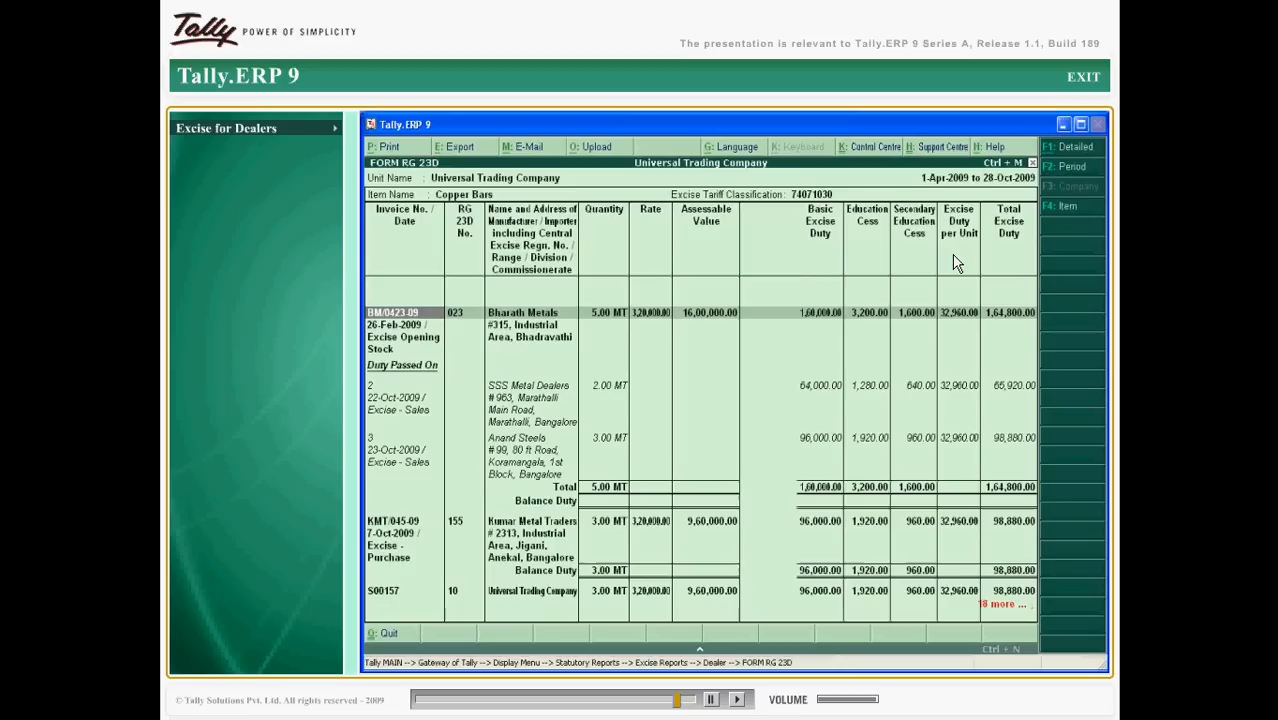 Tally POWER OF SIMPLICITY
The presentation is relevant to Tally.ERP 9 Series A, Release 1.1, Build 189
Tally.ERP 9 EXIT
Excise for Dealers
Tally.ERP 9
P: Print E: Export M: E-Mail O: Upload G: Language K: Keyboard K: Control Centre H: Support Centre H: Help F1: Detailed
FORM RG 23D Universal Trading Company Ctrl + M
F2: Period
Unit Name : Universal Trading Company 1-Apr-2009 to 28-Oct-2009
F3: Company
Item Name : Copper Bars Excise Tariff Classification: 74071030
F4: Item
Invoice No. / RG Name and Address of Quantity Rate Assessable Basic Education Secondary Excise Total
Date 23D Manufacturer / Importer Value Excise Cess Education Duty Excise
No. including Central Duty Cess per Unit Duty
Excise Regn. No. /
Range / Division /
Commissionerate
BM/0423-09 023 Bharath Metals 5.00 MT 3,20,000.00 16,00,000.00 1,60,000.00 3,200.00 1,600.00 32,960.00 1,64,800.00
26-Feb-2009 / #315, Industrial
Excise Opening Area, Bhadravathi
Stock
Duty Passed On
2 SSS Metal Dealers 2.00 MT 64,000.00 1,280.00 640.00 32,960.00 65,920.00
22-Oct-2009 / # 963, Marathalli
Excise - Sales Main Road,
Marathalli, Bangalore
3 Anand Steels 3.00 MT 96,000.00 1,920.00 960.00 32,960.00 98,880.00
23-Oct-2009 / # 99, 80 ft Road,
Excise - Sales Koramangala, 1st
Block, Bangalore
Total 5.00 MT 1,60,000.00 3,200.00 1,600.00 1,64,800.00
Balance Duty
KMT/045-09 155 Kumar Metal Traders 3.00 MT 3,20,000.00 9,60,000.00 96,000.00 1,920.00 960.00 32,960.00 98,880.00
7-Oct-2009 / # 2313, Industrial
Excise - Area, Jigani,
Purchase Anekal, Bangalore
Balance Duty 3.00 MT 96,000.00 1,920.00 960.00 98,880.00
S00157 10 Universal Trading Company 3.00 MT 3,20,000.00 9,60,000.00 96,000.00 1,920.00 960.00 32,960.00 98,880.00
18 more ...
Q: Quit
Ctrl + N
Tally MAIN --> Gateway of Tally --> Display Menu --> Statutory Reports --> Excise Reports --> Dealer --> FORM RG 23D
© Tally Solutions Pvt. Ltd. All rights reserved - 2009 VOLUME